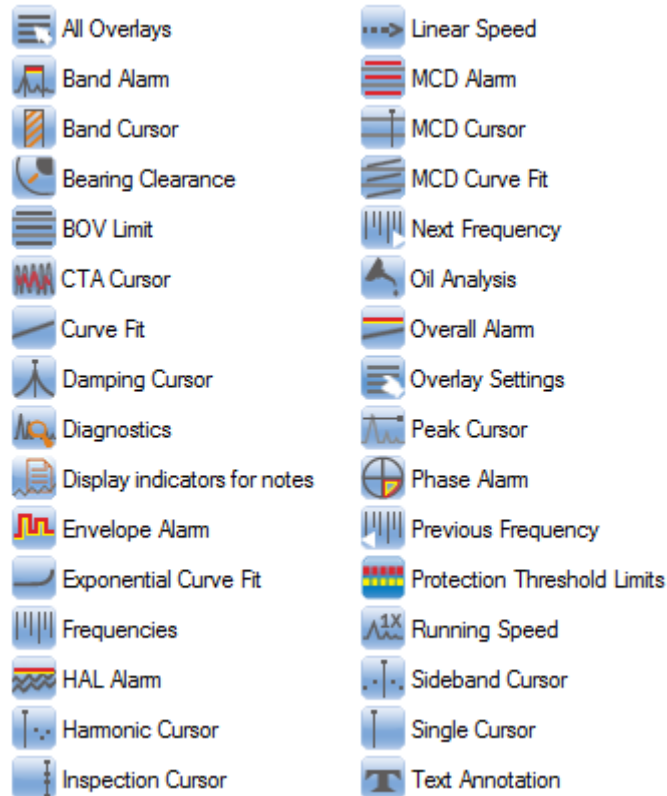 All Overlays
Band Alarm
Band Cursor
Bearing Clearance
BOV Limit
CTA Cursor
Curve Fit
Damping Cursor
Diagnostics
Display indicators for notes
Envelope Alarm
Exponential Curve Fit
Frequencies
HAL Alarm
Harmonic Cursor
Inspection Cursor
Linear Speed
MCD Alarm
MCD Cursor
MCD Curve Fit
Next Frequency
Oil Analysis
Overall Alarm
Overlay Settings
Peak Cursor
Phase Alarm
Previous Frequency
Protection Threshold Limits
1X
Running Speed
Sideband Cursor
Single Cursor
T
Text Annotation